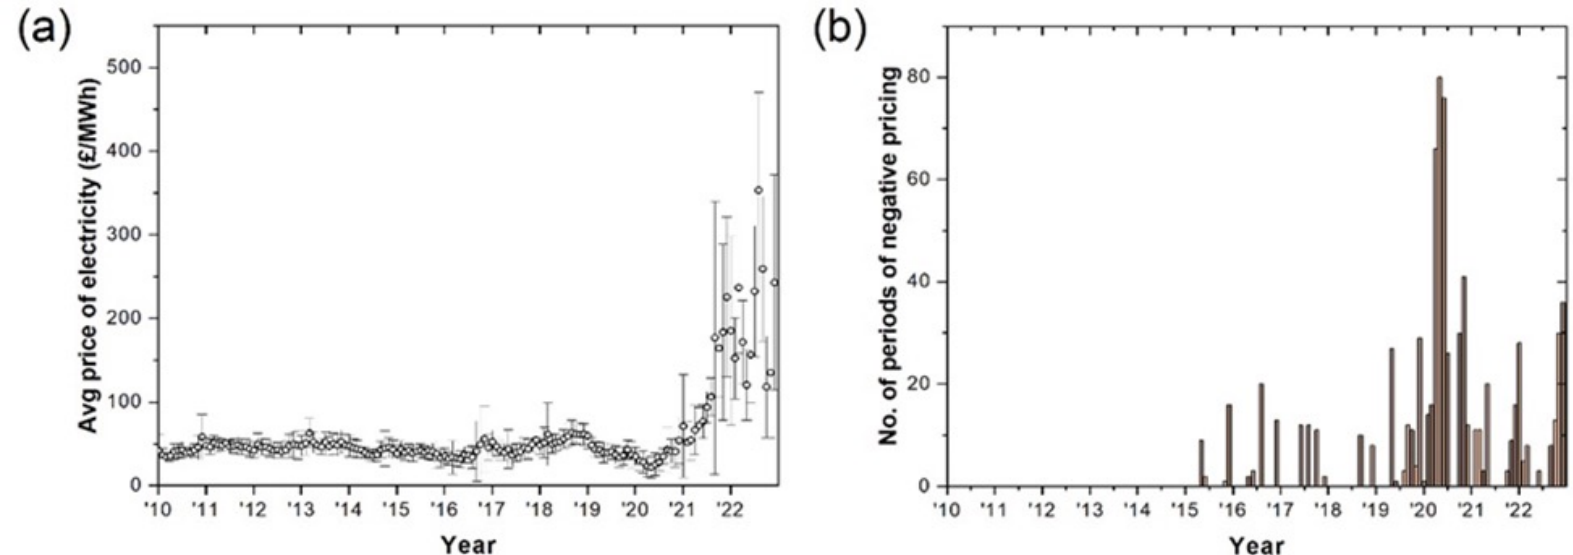 (a)
Avg price of electricity (£/MWh)
500
400
300
200
100
0
'10 '11 '12 '13 '14 '15 '16 '17 '18 '19 '20 '21 '22
Year
(b)
No. of periods of negative pricing
80
60
40
20
0
'10 '11 '12 '13 '14 '15 '16 '17 '18 '19 '20 '21 '22
Year